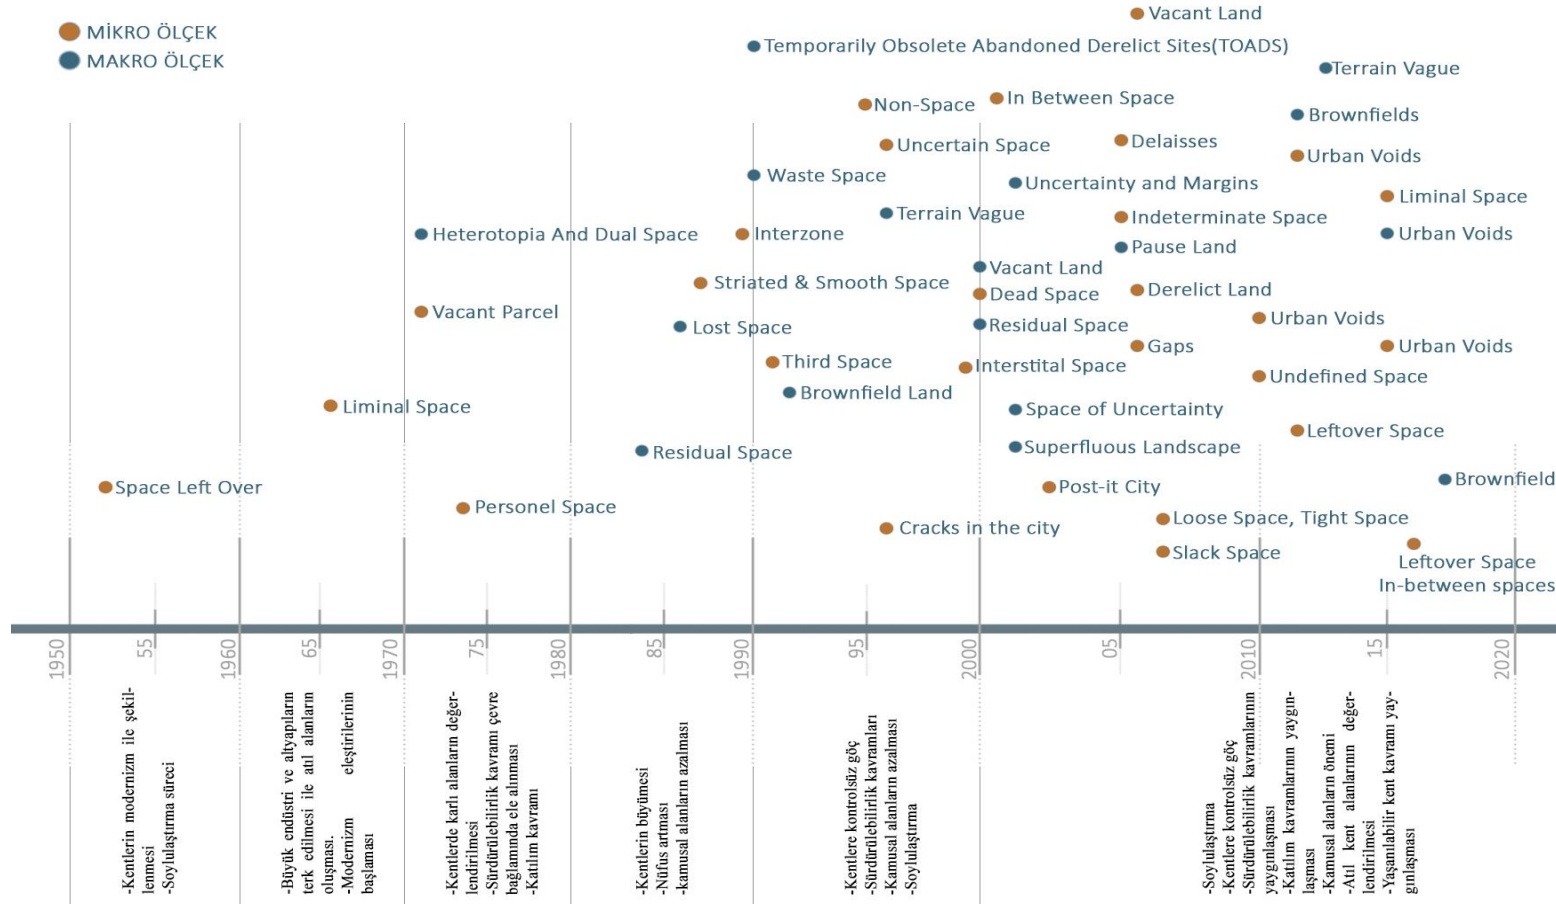 MİKRO ÖLÇEK
MAKRO ÖLÇEK
Vacant Land
Temporarily Obsolete Abandoned Derelict Sites(TOADS)
Terrain Vague
Non-Space
In Between Space
Brownfields
Uncertain Space
Delaisses
Urban Voids
Waste Space
Uncertainty and Margins
Liminal Space
Terrain Vague
Indeterminate Space
Heterotopia And Dual Space
Interzone
Pause Land
Urban Voids
Vacant Land
Striated & Smooth Space
Dead Space
Derelict Land
Vacant Parcel
Lost Space
Residual Space
Urban Voids
Gaps
Urban Voids
Third Space
Interstital Space
Undefined Space
Brownfield Land
Liminal Space
Space of Uncertainty
Leftover Space
Residual Space
Superfluous Landscape
Brownfield
Space Left Over
Post-it City
Personel Space
Loose Space, Tight Space
Cracks in the city
Slack Space
Leftover Space
In-between spaces
1950
55
1960
65
1970
75
1980
85
1990
95
2000
05
2010
15
2020
-Kentlerin modernizm ile şekil-
lenmesi
-Soylulaştırma süreci
-Büyük endüstri ve altyapıların
terk edilmesi ile atıl alanların
oluşması.
-Modernizm eleştirilerinin
başlaması
-Kentlerde karlı alanların değer-
lendirilmesi
-Sürdürülebilirlik kavramı çevre
bağlamında ele alınması
-Katılım kavramı
-Kentlerin büyümesi
-Nüfus artması
-kamusal alanların azalması
-Kentlere kontrolsüz göç
-Sürdürülebilirlik kavramları
-Kamusal alanların azalması
-Soylulaştırma
-Soylulaştırma
-Kentlere kontrolsüz göç
-Sürdürülebilirlik kavramlarının
yaygınlaşması
-Katılım kavramlarının yaygın-
laşması
-Kamusal alanların önemi
-Atıl kent alanlarının değer-
lendirilmesi
-Yaşanılabilir kent kavramı yay-
gınlaşması